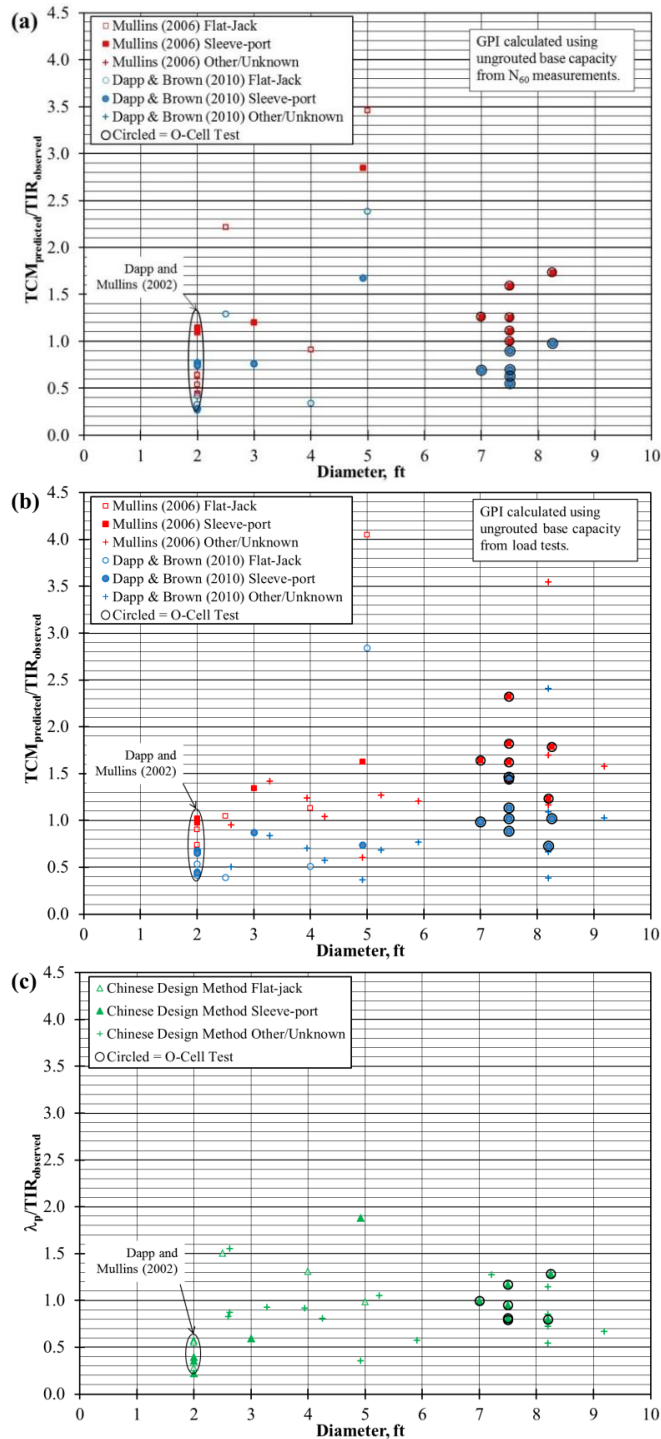 (a)
4.5
4.0
3.5
3.0
2.5
2.0
1.5
1.0
0.5
0.0
TCMpredicted/TIRobserved
Mullins (2006) Flat-Jack
Mullins (2006) Sleeve-port
Mullins (2006) Other/Unknown
Dapp & Brown (2010) Flat-Jack
Dapp & Brown (2010) Sleeve-port
Dapp & Brown (2010) Other/Unknown
Circled = O-Cell Test
GPI calculated using
ungrouted base capacity
from N60 measurements.
Dapp and
Mullins (2002)
0 1 2 3 4 5 6 7 8 9 10
Diameter, ft
(b)
4.5
4.0
3.5
3.0
2.5
2.0
1.5
1.0
0.5
0.0
TCMpredicted/TIRobserved
Mullins (2006) Flat-Jack
Mullins (2006) Sleeve-port
Mullins (2006) Other/Unknown
Dapp & Brown (2010) Flat-Jack
Dapp & Brown (2010) Sleeve-port
Dapp & Brown (2010) Other/Unknown
Circled = O-Cell Test
GPI calculated using
ungrouted base capacity
from load tests.
Dapp and
Mullins (2002)
0 1 2 3 4 5 6 7 8 9 10
Diameter, ft
(c)
4.5
4.0
3.5
3.0
2.5
2.0
1.5
1.0
0.5
0.0
λp/TIRobserved
Chinese Design Method Flat-jack
Chinese Design Method Sleeve-port
Chinese Design Method Other/Unknown
Circled = O-Cell Test
Dapp and
Mullins (2002)
0 1 2 3 4 5 6 7 8 9 10
Diameter, ft